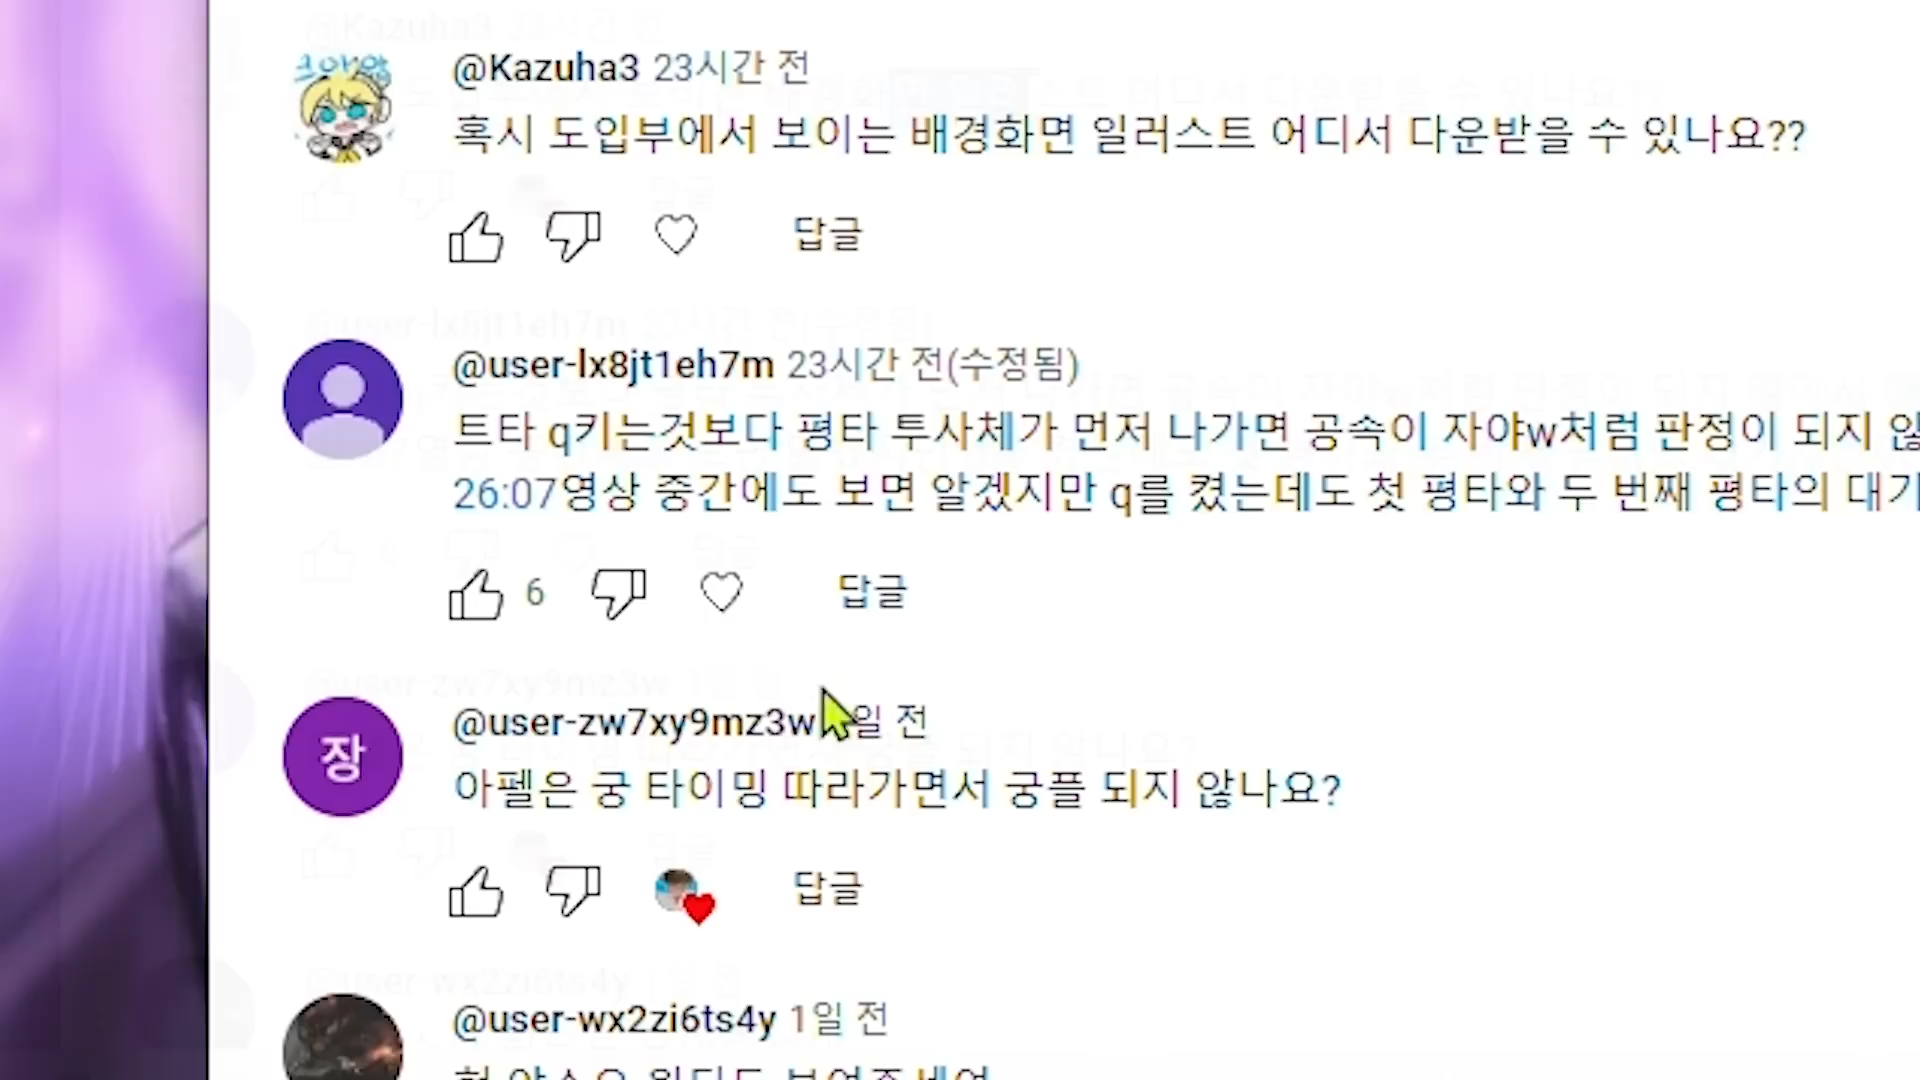 @Kazuha3 23시간 전
혹시 도입부에서 보이는 배경화면 일러스트 어디서 다운받을 수 있나요??
답글
@user-lx8jt1eh7m 23시간 전(수정됨)
트타 q키는것보다 평타 투사체가 먼저 나가면 공속이 자야w처럼 판정이 되지 않
26:07영상 중간에도 보면 알겠지만 q를 켰는데도 첫 평타와 두 번째 평타의 대기
6 답글
장
@user-zw7xy9mz3w 일 전
아펠은 궁 타이밍 따라가면서 궁플 되지 않나요?
답글
@user-wx2zi6ts4y 1일 전